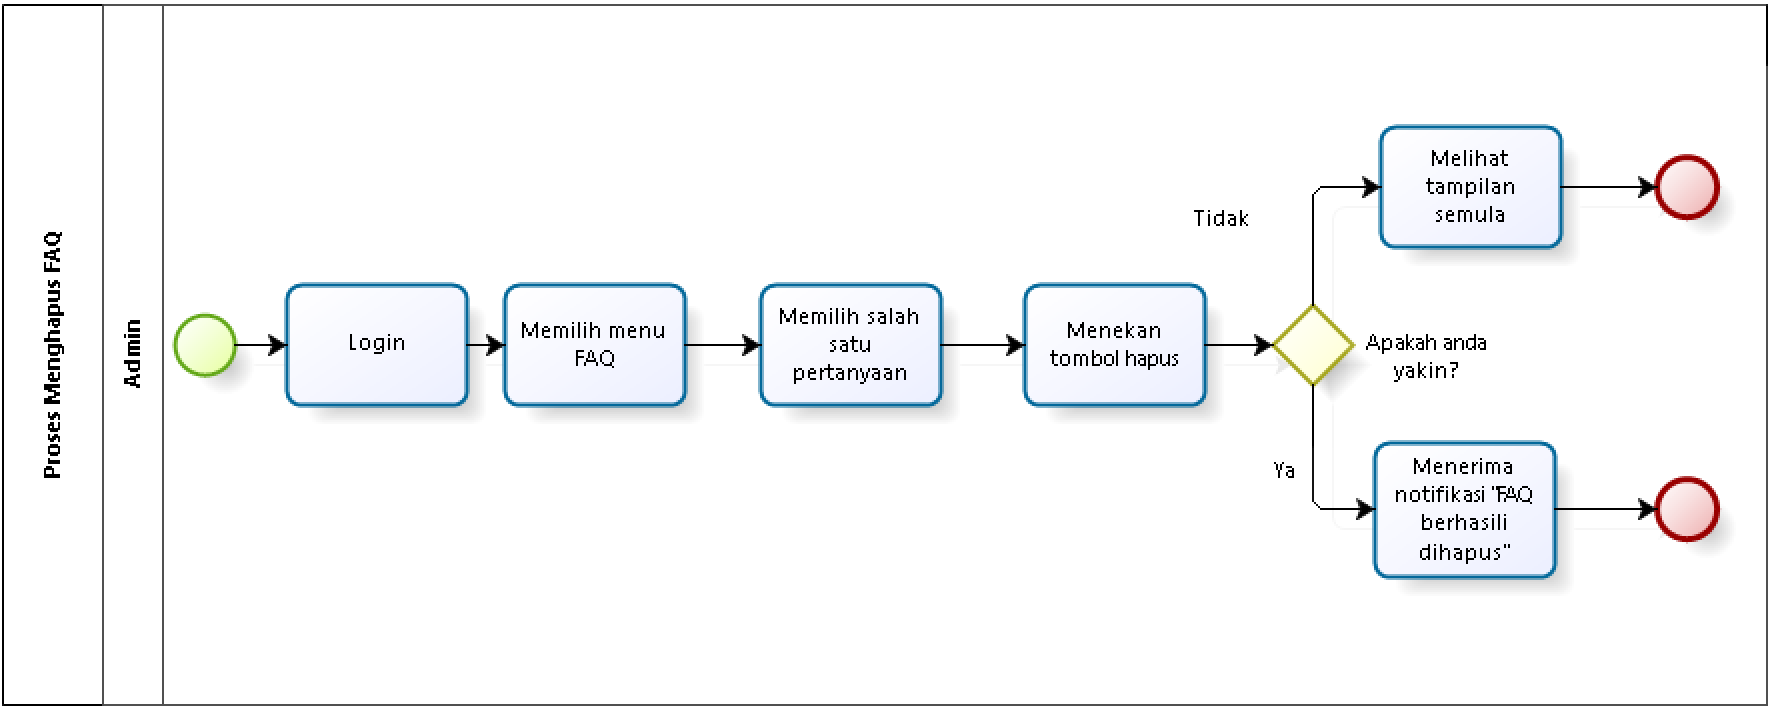 Proses Menghapus FAQ
Admin
Login
Memilih menu
FAQ
Memilih salah
satu
pertanyaan
Menekan
tombol hapus
Apakah anda
yakin?
Tidak
Melihat
tampilan
semula
Ya
Menerima
notifikasi "FAQ
berhasili
dihapus"